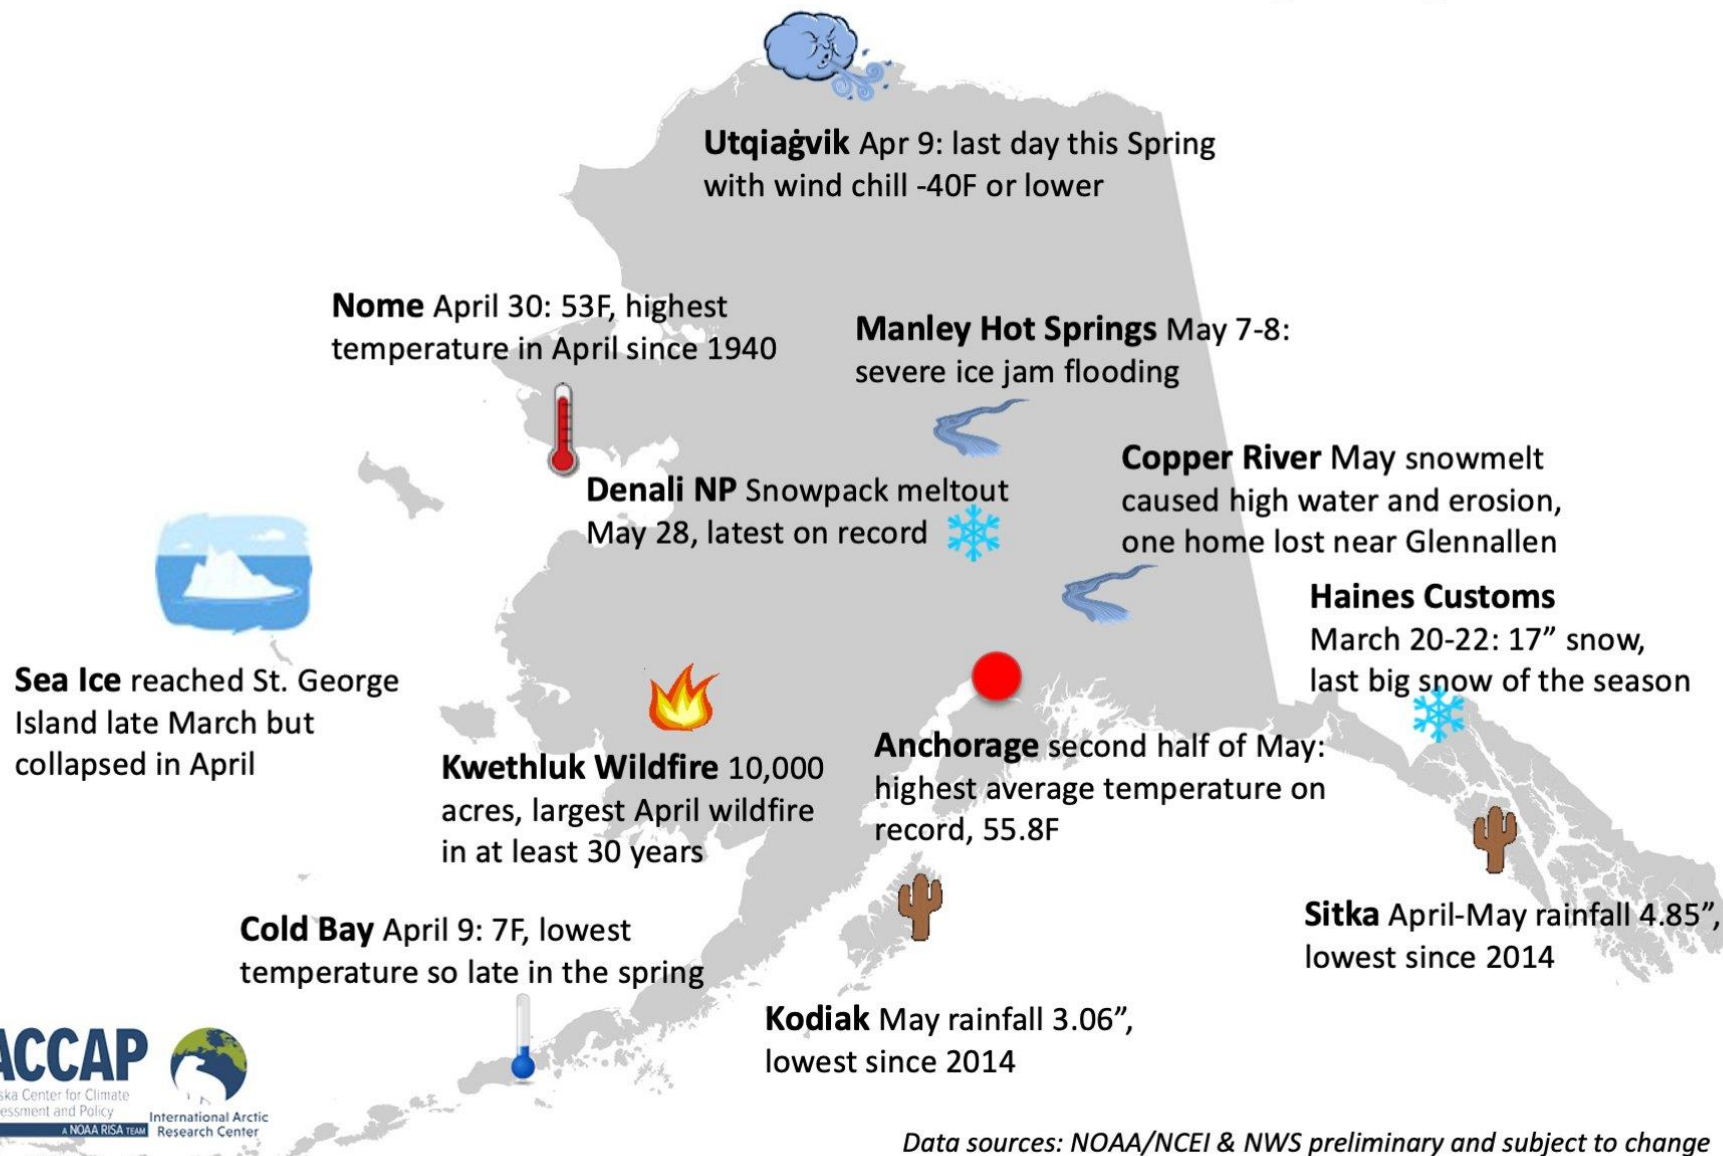 Utqiaġvik Apr 9: last day this Spring
with wind chill -40F or lower
Nome April 30: 53F, highest
temperature in April since 1940
Manley Hot Springs May 7-8:
severe ice jam flooding
Denali NP Snowpack meltout
May 28, latest on record
Copper River May snowmelt
caused high water and erosion,
one home lost near Glennallen
Haines Customs
March 20-22: 17” snow,
last big snow of the season
Sea Ice reached St. George
Island late March but
collapsed in April
Kwethluk Wildfire 10,000
acres, largest April wildfire
in at least 30 years
Anchorage second half of May:
highest average temperature on
record, 55.8F
Cold Bay April 9: 7F, lowest
temperature so late in the spring
Sitka April-May rainfall 4.85”,
lowest since 2014
Kodiak May rainfall 3.06”,
lowest since 2014
ACCAP
Center for Climate
and Policy
A NOAA RISA TEAM
International Arctic
Research Center
Data sources: NOAA/NCEI & NWS preliminary and subject to change